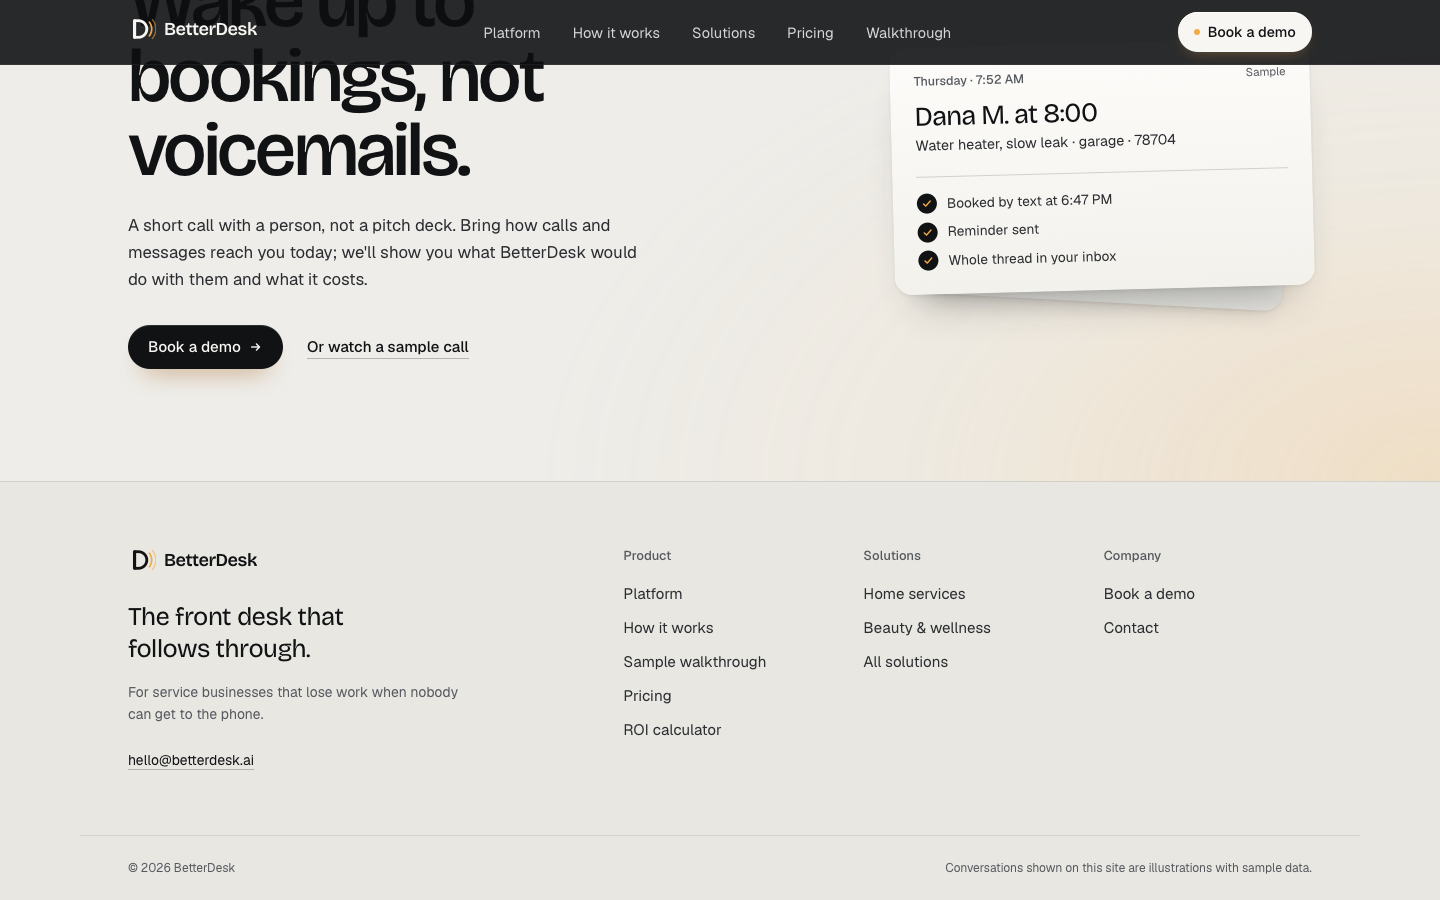 BetterDesk
Platform
How it works
Solutions
Pricing
Walkthrough
Book a demo
Wake up to
bookings, not
voicemails.
A short call with a person, not a pitch deck. Bring how calls and
messages reach you today; we'll show you what BetterDesk would
do with them and what it costs.
Book a demo →
Or watch a sample call
Thursday · 7:52 AM
Sample
Dana M. at 8:00
Water heater, slow leak · garage · 78704
Booked by text at 6:47 PM
Reminder sent
Whole thread in your inbox
BetterDesk
The front desk that
follows through.
For service businesses that lose work when nobody
can get to the phone.
hello@betterdesk.ai
Product
Platform
How it works
Sample walkthrough
Pricing
ROI calculator
Solutions
Home services
Beauty & wellness
All solutions
Company
Book a demo
Contact
© 2026 BetterDesk
Conversations shown on this site are illustrations with sample data.